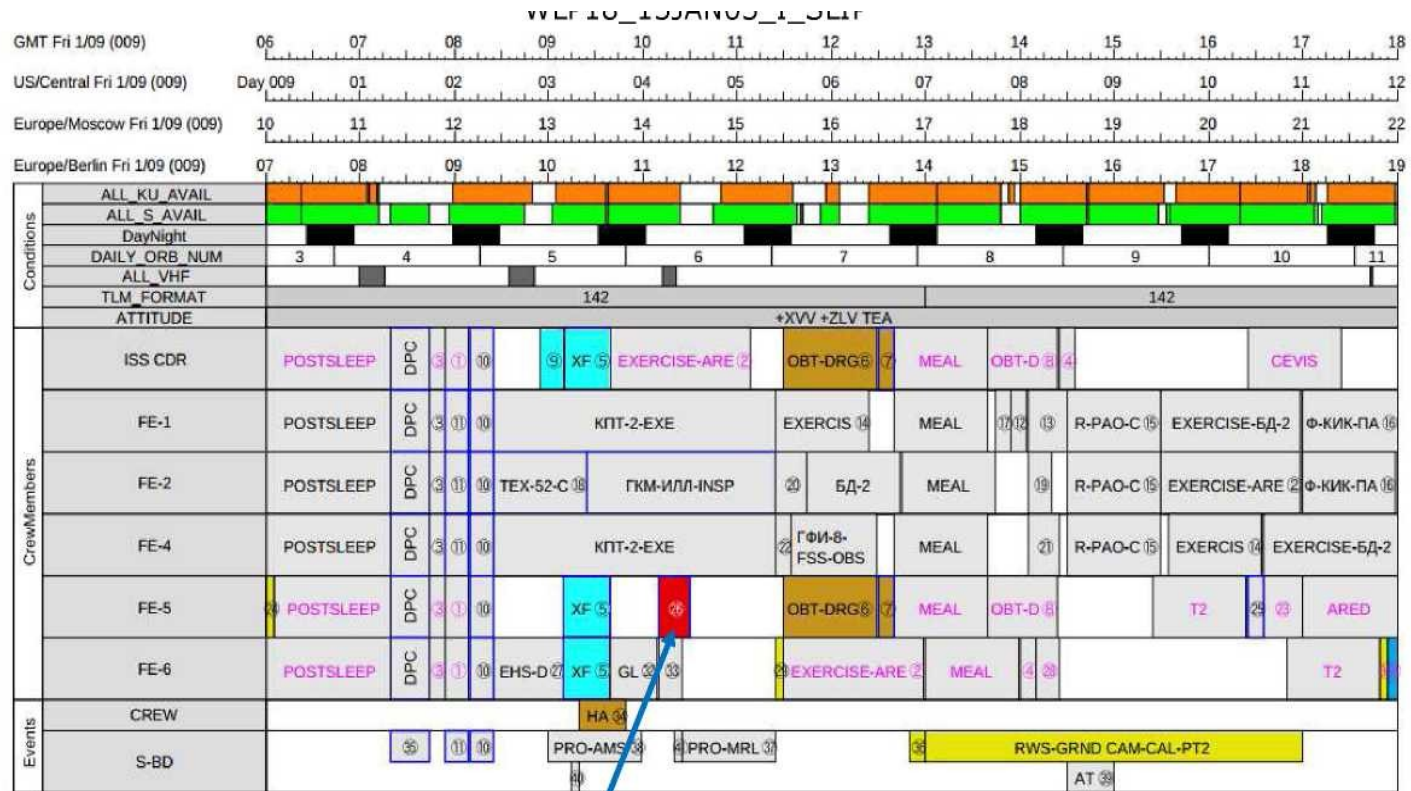 WLP18_15JAN05_I_SLIP
GMT Fri 1/09 (009) 06 07 08 09 10 11 12 13 14 15 16 17 18
US/Central Fri 1/09 (009) Day 009 01 02 03 04 05 06 07 08 09 10 11 12
Europe/Moscow Fri 1/09 (009) 10 11 12 13 14 15 16 17 18 19 20 21 22
Europe/Berlin Fri 1/09 (009) 07 08 09 10 11 12 13 14 15 16 17 18 19
Conditions
ALL_KU_AVAIL
ALL_S_AVAIL
DayNight
DAILY_ORB_NUM 3 4 5 6 7 8 9 10 11
ALL_VHF
TLM_FORMAT 142 142
ATTITUDE +XVV +ZLV TEA
CrewMembers
ISS CDR POSTSLEEP DPC ③ ① ⑩ ⑨ XF ⑤ EXERCISE-ARE ② OBT-DRG⑥ ⑦ MEAL OBT-D ⑧ ④ CEVIS
FE-1 POSTSLEEP DPC ③ ⑪ ⑩ КПТ-2-EXE EXERCIS ⑭ MEAL ⑰ ⑫ ⑬ R-PAO-C ⑮ EXERCISE-БД-2 Ф-КИК-ПА ⑯
FE-2 POSTSLEEP DPC ③ ⑪ ⑩ TEX-52-C ⑱ ГКМ-ИЛЛ-INSP ⑳ БД-2 MEAL ⑲ R-PAO-C ⑮ EXERCISE-ARE ② Ф-КИК-ПА ⑯
FE-4 POSTSLEEP DPC ③ ⑪ ⑩ КПТ-2-EXE ㉒ ГФИ-8-
FSS-OBS MEAL ㉑ R-PAO-C ⑮ EXERCIS ⑭ EXERCISE-БД-2
FE-5 ㉔ POSTSLEEP DPC ③ ① ⑩ XF ⑤ ㉖ OBT-DRG⑥ ⑦ MEAL OBT-D ⑧ T2 ㉕ ㉓ ARED
FE-6 POSTSLEEP DPC ③ ① ⑩ EHS-D ㉗ XF ⑤ GL ㉜ ㉝ ㉙ EXERCISE-ARE ② MEAL ④ ㉘ T2
Events
CREW HA ㉞
S-BD ㉟ ⑪ ⑩ PRO-AMS ㊳ PRO-MRL ㊲ ㊱ RWS-GRND CAM-CAL-PT2
㊵ AT ㊴